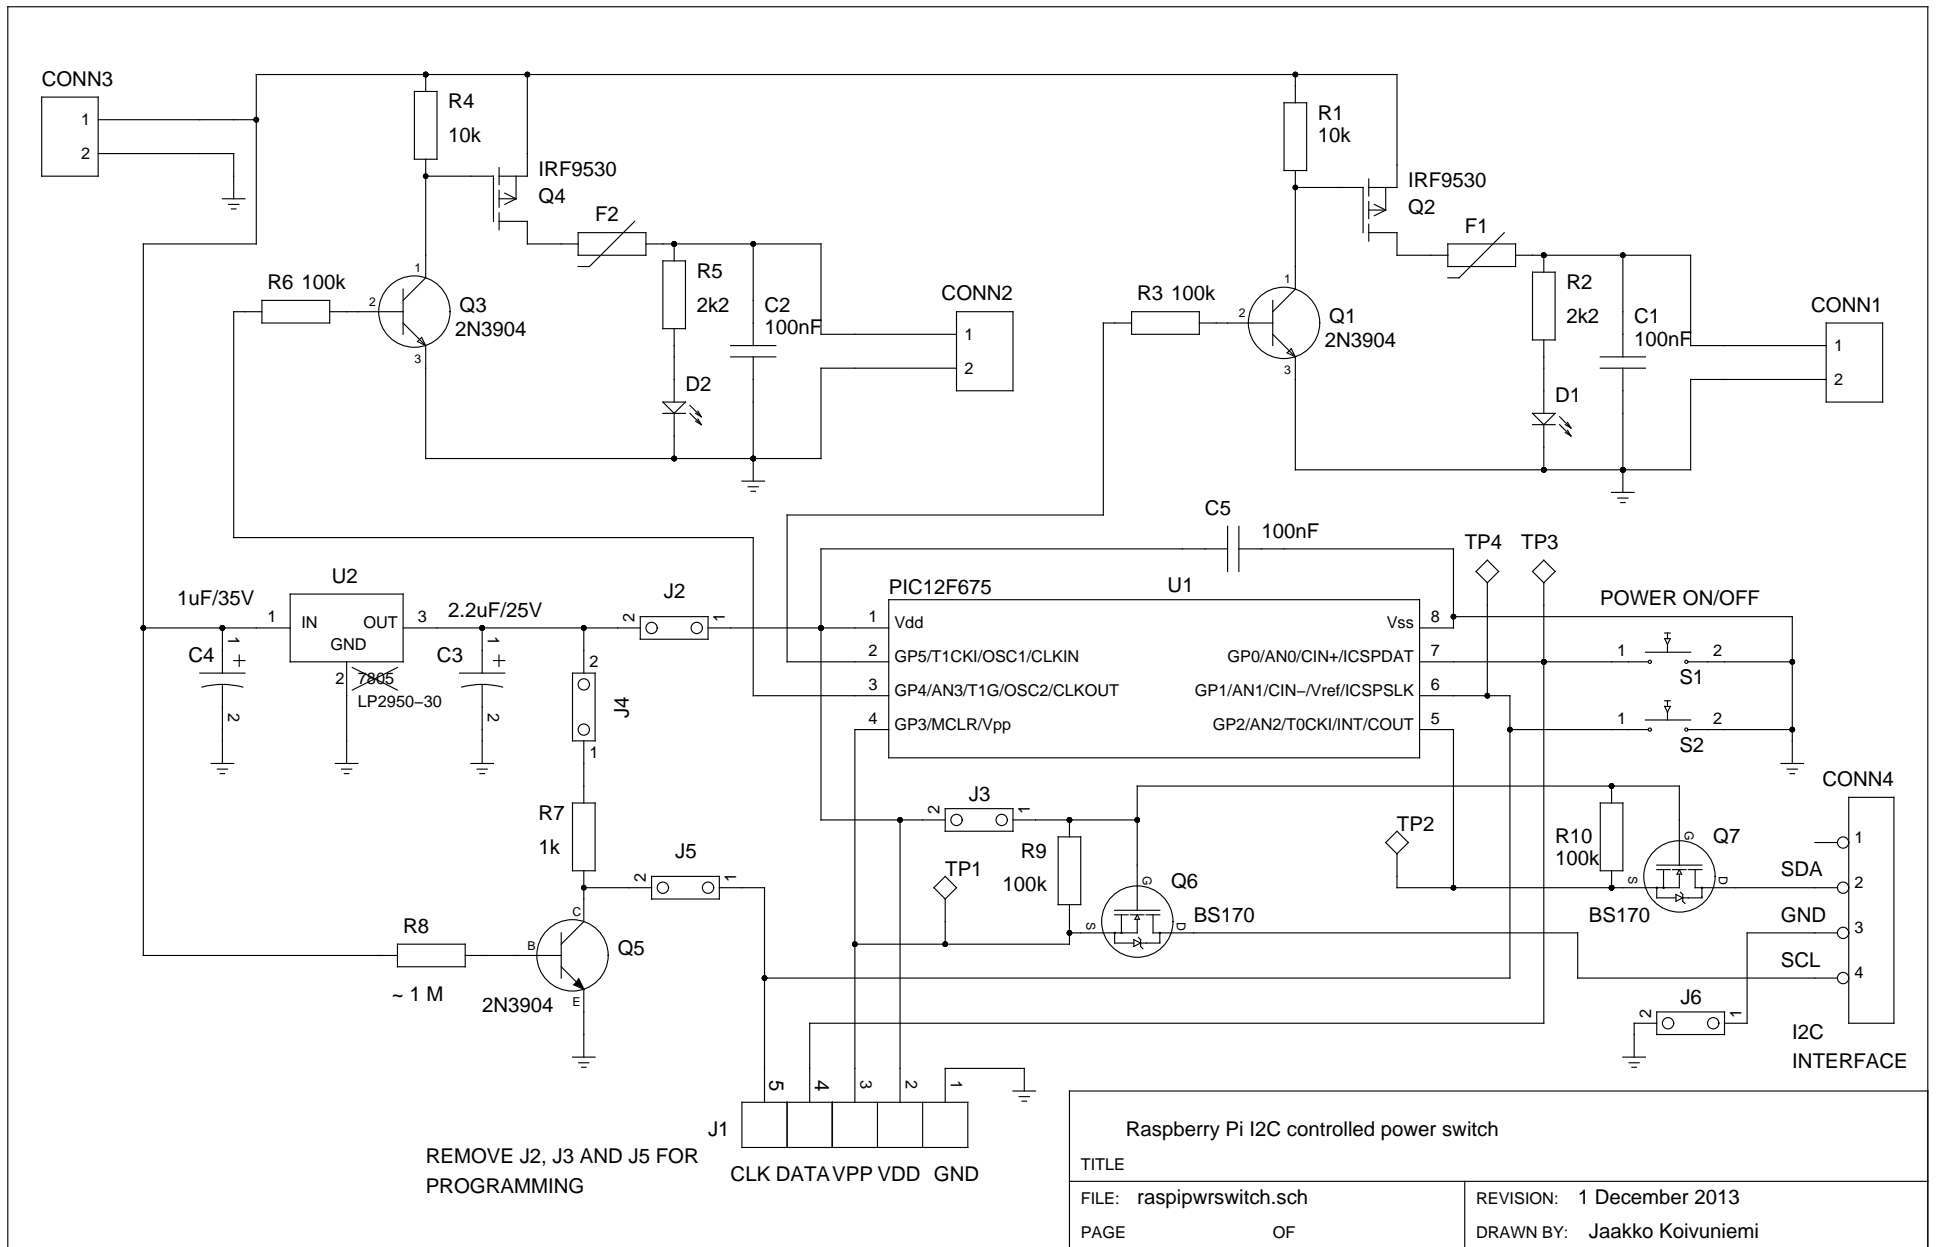 CONN3
1
2
R4
10k
IRF9530
Q4
F2
R6 100k
1
2
3
Q3
2N3904
R5
2k2
C2
100nF
D2
CONN2
1
2
R1
10k
IRF9530
Q2
F1
R3 100k
1
2
3
Q1
2N3904
R2
2k2
C1
100nF
D1
CONN1
1
2
C5
100nF
TP4
TP3
1uF/35V
U2
1
IN
OUT
GND
3
2
7805
LP2950-30
C4
1
+
2
2.2uF/25V
C3
1
+
2
J2
2
1
2
J4
1
R7
1k
J5
2
1
R8
~ 1 M
B
C
E
Q5
2N3904
PIC12F675
U1
1
Vdd
2
GP5/T1CKI/OSC1/CLKIN
3
GP4/AN3/T1G/OSC2/CLKOUT
4
GP3/MCLR/Vpp
Vss
8
GP0/AN0/CIN+/ICSPDAT
7
GP1/AN1/CIN-/Vref/ICSPSLK
6
GP2/AN2/T0CKI/INT/COUT
5
POWER ON/OFF
1
2
S1
1
2
S2
J3
2
1
TP1
R9
100k
G
S
D
Q6
BS170
TP2
R10
100k
G
S
D
Q7
BS170
CONN4
1
SDA
2
GND
3
SCL
4
J6
2
1
I2C
INTERFACE
5
4
3
2
1
J1
CLK DATA VPP VDD GND
REMOVE J2, J3 AND J5 FOR
PROGRAMMING
Raspberry Pi I2C controlled power switch
TITLE
FILE: raspipwrswitch.sch
REVISION: 1 December 2013
PAGE OF
DRAWN BY: Jaakko Koivuniemi